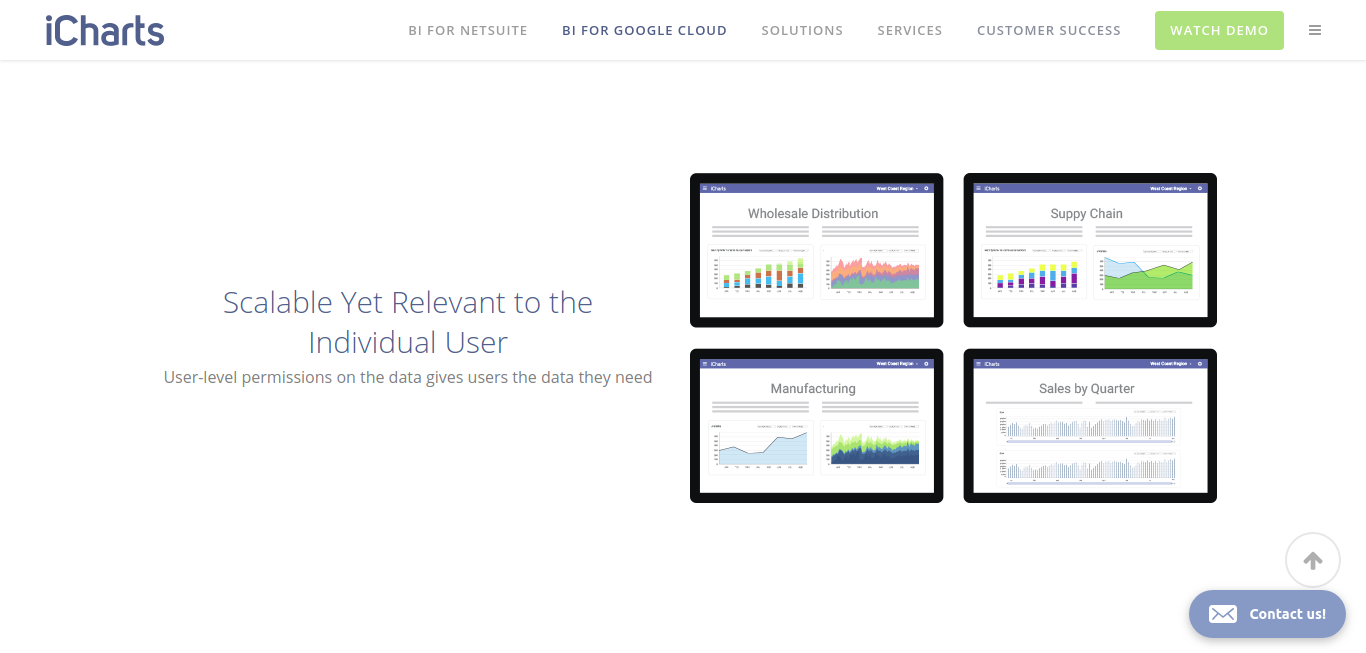 iCharts
BI FOR NETSUITE
BI FOR GOOGLE CLOUD
SOLUTIONS
SERVICES
CUSTOMER SUCCESS
WATCH DEMO
Scalable Yet Relevant to the
Individual User
User-level permissions on the data gives users the data they need
iCharts
West Coast Region
Wholesale Distribution
iCharts
West Coast Region
Suppy Chain
iCharts
West Coast Region
Manufacturing
iCharts
West Coast Region
Sales by Quarter
Contact us!